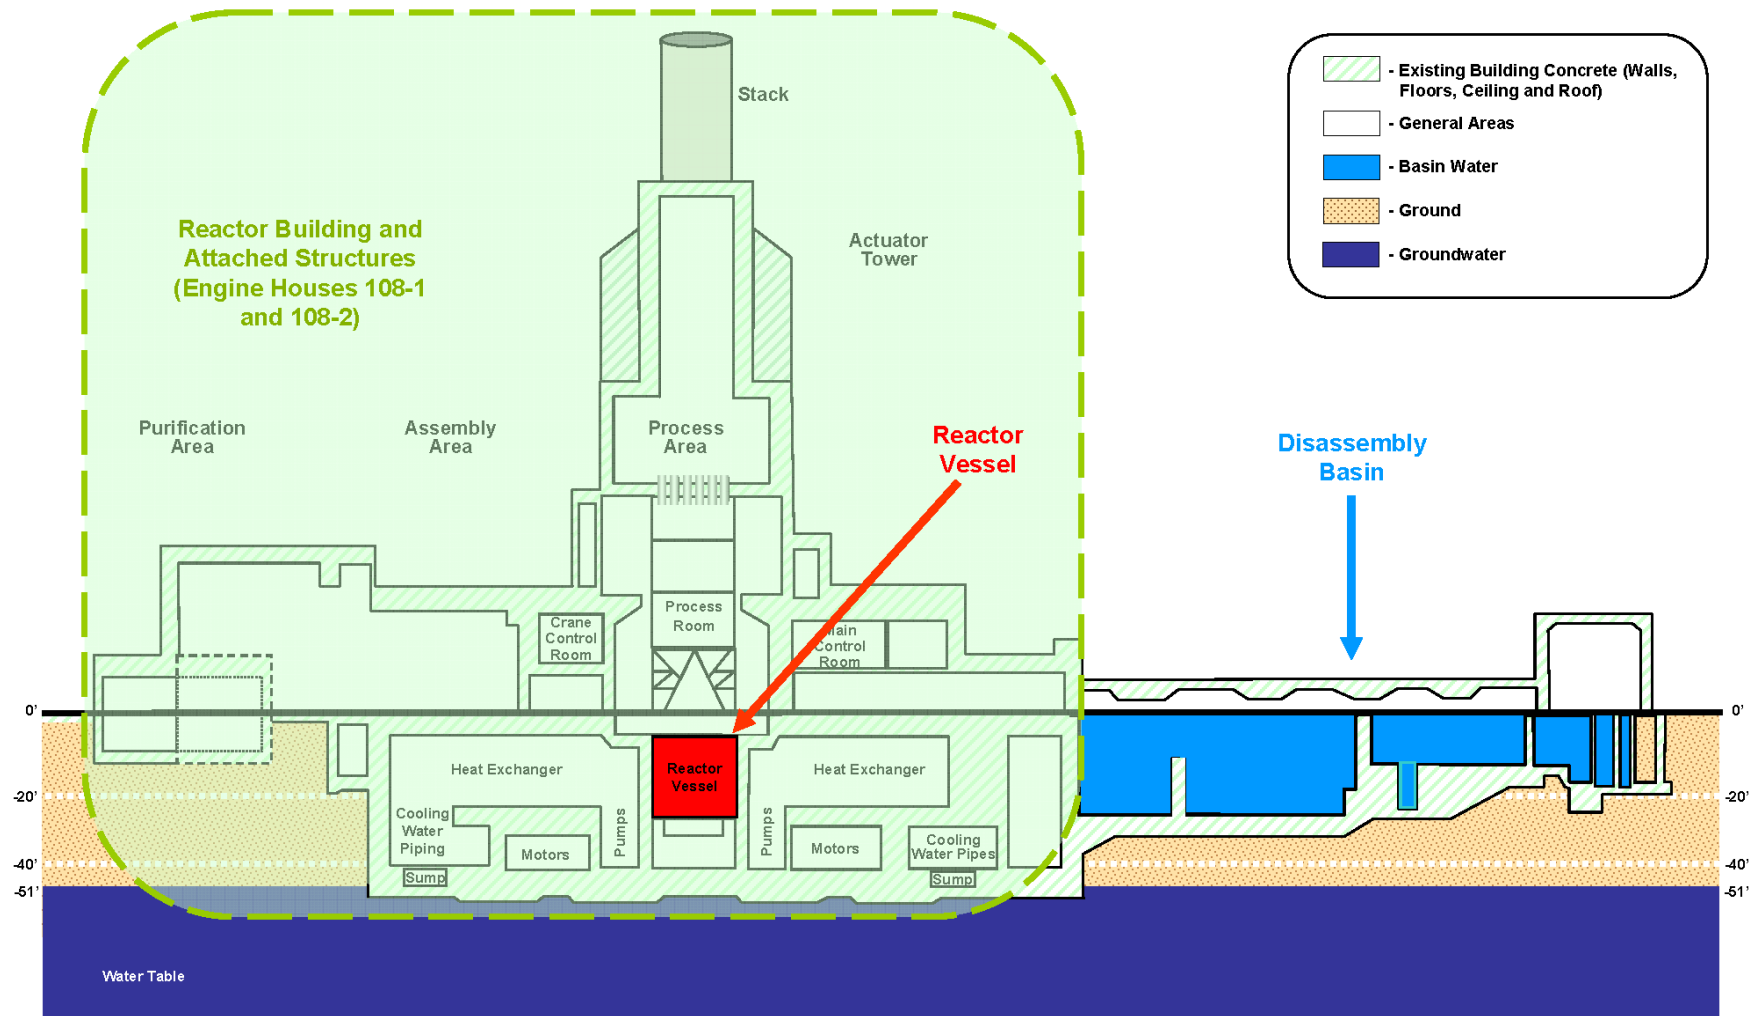 Stack
- Existing Building Concrete (Walls,
Floors, Ceiling and Roof)
- General Areas
- Basin Water
- Ground
- Groundwater
Reactor Building and
Attached Structures
(Engine Houses 108-1
and 108-2)
Actuator
Tower
Purification
Area
Assembly
Area
Process
Area
Reactor
Vessel
Disassembly
Basin
Crane
Control
Room
Process
Room
Main
Control
Room
0'
0'
Heat Exchanger
Reactor
Vessel
Heat Exchanger
-20'
-20'
Cooling
Water
Piping
Motors
Pumps
Pumps
Motors
Cooling
Water Pipes
-40'
-40'
Sump
Sump
-51'
-51'
Water Table